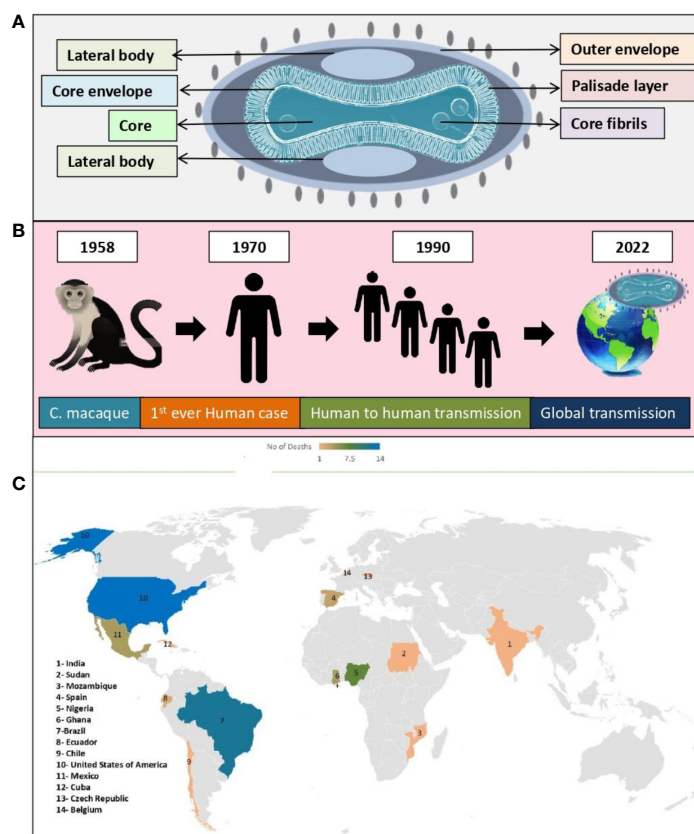 A
Lateral body
Outer envelope
Core envelope
Palisade layer
Core
Core fibrils
Lateral body
B
1958
1970
1990
2022
C. macaque
1st ever Human case
Human to human transmission
Global transmission
No of Deaths
1
7.5
14
C
10
10
11
12
14
13
4
1
2
6
5
8
7
3
9
1- India
2- Sudan
3- Mozambique
4- Spain
5- Nigeria
6- Ghana
7-Brazil
8- Ecuador
9- Chile
10- United States of America
11- Mexico
12- Cuba
13- Czech Republic
14- Belgium